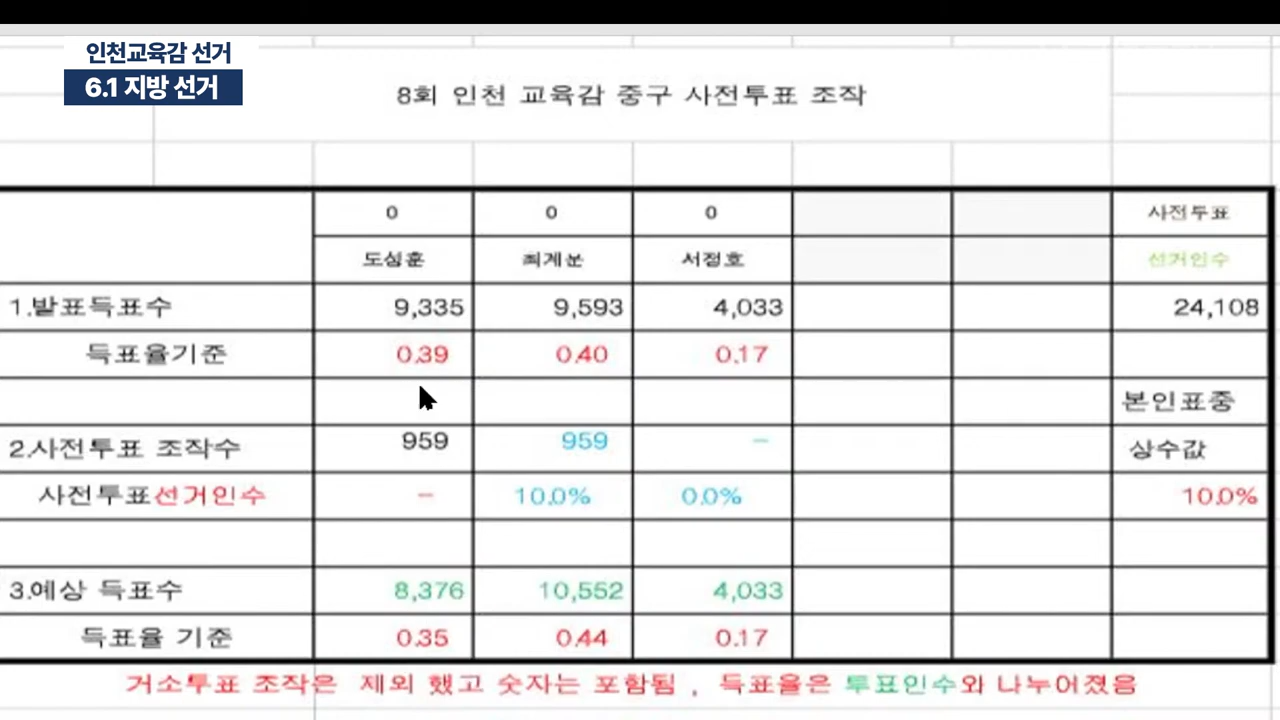 인천교육감 선거
6.1 지방 선거
8회 인천 교육감 중구 사전투표 조작
0 0 0 사전투표
도성훈 최계운 서정호 선거인수
1.발표득표수 9,335 9,593 4,033 24,108
득표율기준 0.39 0.40 0.17
본인표중
2.사전투표 조작수 959 959 – 상수값
사전투표선거인수 – 10.0% 0.0% 10.0%
3.예상 득표수 8,376 10,552 4,033
득표율 기준 0.35 0.44 0.17
거소투표 조작은 제외 했고 숫자는 포함됨 , 득표율은 투표인수와 나누어졌음